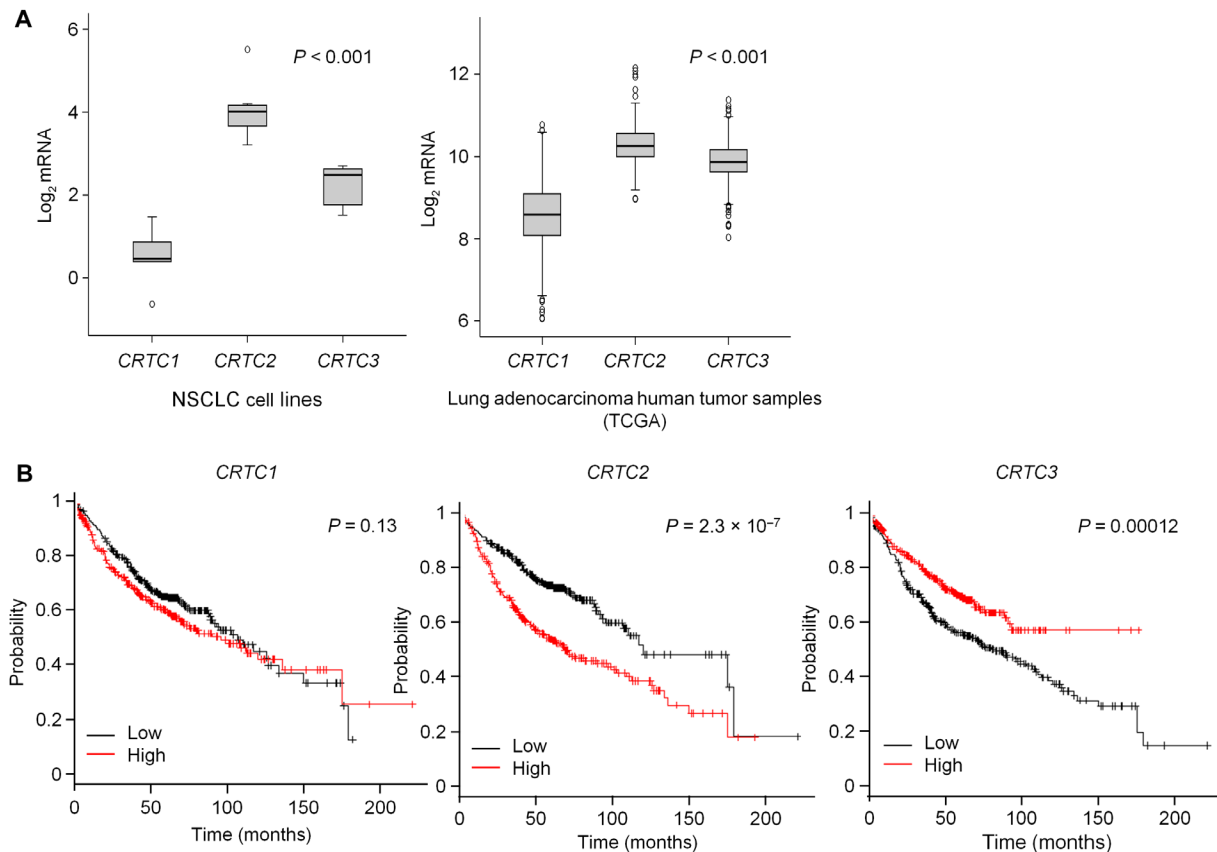 A
6
4
2
0
Log2 mRNA
P < 0.001
CRTC1 CRTC2 CRTC3
NSCLC cell lines
12
10
8
6
Log2 mRNA
P < 0.001
CRTC1 CRTC2 CRTC3
Lung adenocarcinoma human tumor samples
(TCGA)
B
CRTC1
1
0.8
0.6
0.4
0.2
0
Probability
P = 0.13
Low
High
0 50 100 150 200
Time (months)
CRTC2
1
0.8
0.6
0.4
0.2
0
Probability
P = 2.3 × 10⁻⁷
Low
High
0 50 100 150 200
Time (months)
CRTC3
1
0.8
0.6
0.4
0.2
0
Probability
P = 0.00012
Low
High
0 50 100 150 200
Time (months)